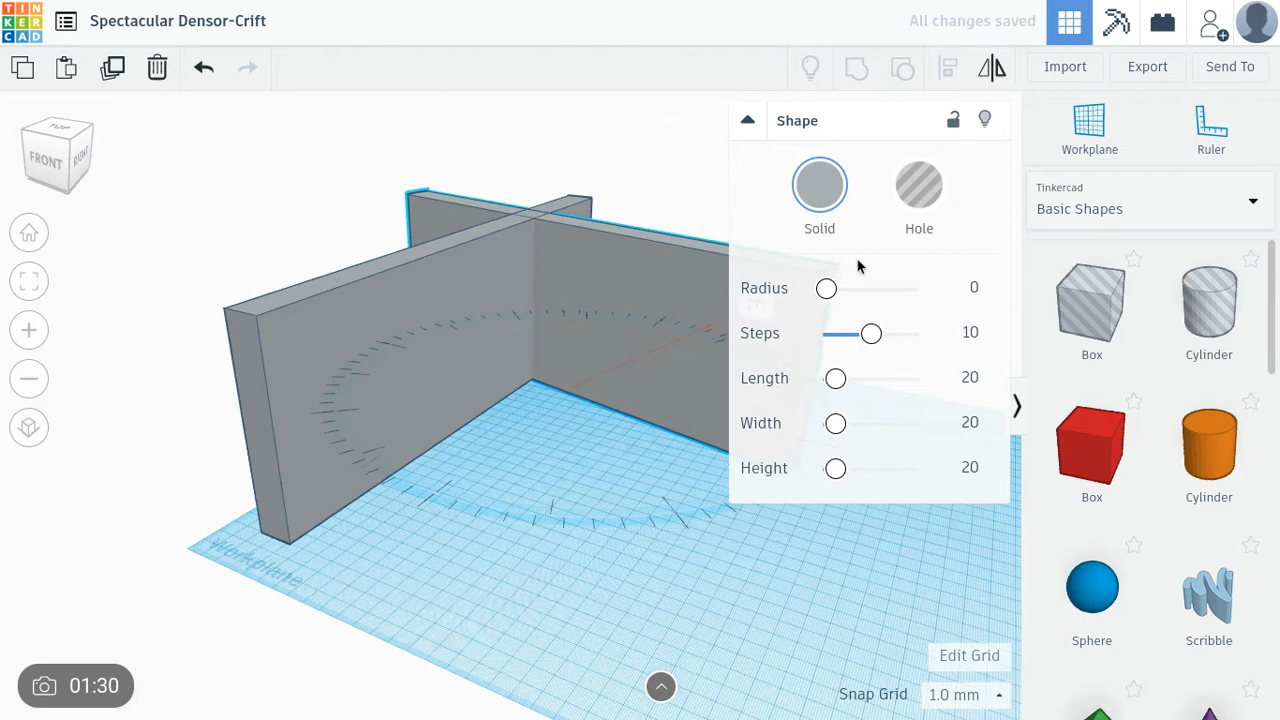 TIN
KER
CAD
Spectacular Densor-Crift
All changes saved
Import
Export
Send To
TOP
FRONT
RIGHT
Shape
Solid
Hole
Radius 0
Steps 10
Length 20
Width 20
Height 20
Workplane
Ruler
Tinkercad
Basic Shapes
Box
Cylinder
Box
Cylinder
Sphere
Scribble
Workplane
Edit Grid
Snap Grid 1.0 mm
01:30